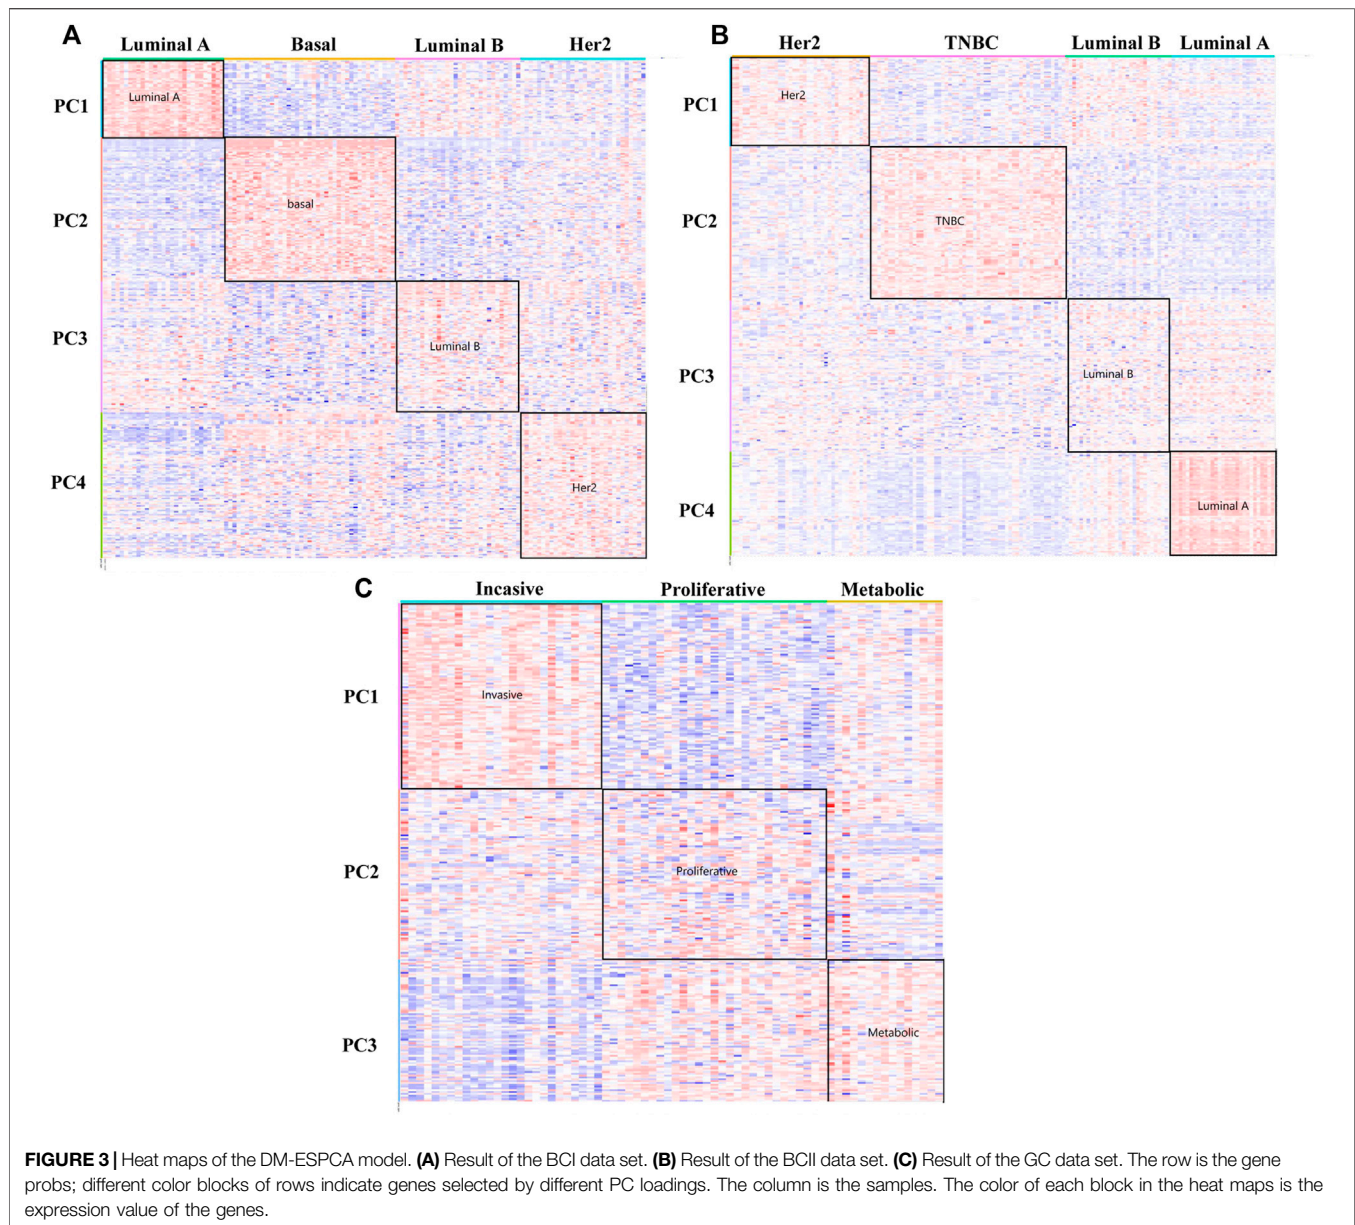 A
Luminal A Basal Luminal B Her2
PC1
Luminal A
PC2
basal
PC3
Luminal B
PC4
Her2
B
Her2 TNBC Luminal B Luminal A
PC1
Her2
PC2
TNBC
PC3
Luminal B
PC4
Luminal A
C
Incasive Proliferative Metabolic
PC1
Invasive
PC2
Proliferative
PC3
Metabolic
FIGURE 3 | Heat maps of the DM-ESPCA model. (A) Result of the BCI data set. (B) Result of the BCII data set. (C) Result of the GC data set. The row is the gene
probs; different color blocks of rows indicate genes selected by different PC loadings. The column is the samples. The color of each block in the heat maps is the
expression value of the genes.